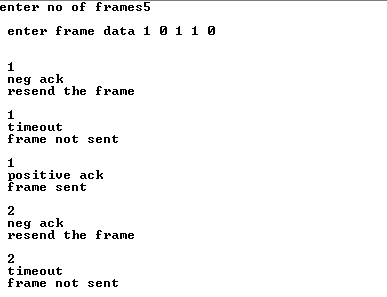 enter no of frames5
enter frame data 1 0 1 1 0
1
neg ack
resend the frame
1
timeout
frame not sent
1
positive ack
frame sent
2
neg ack
resend the frame
2
timeout
frame not sent